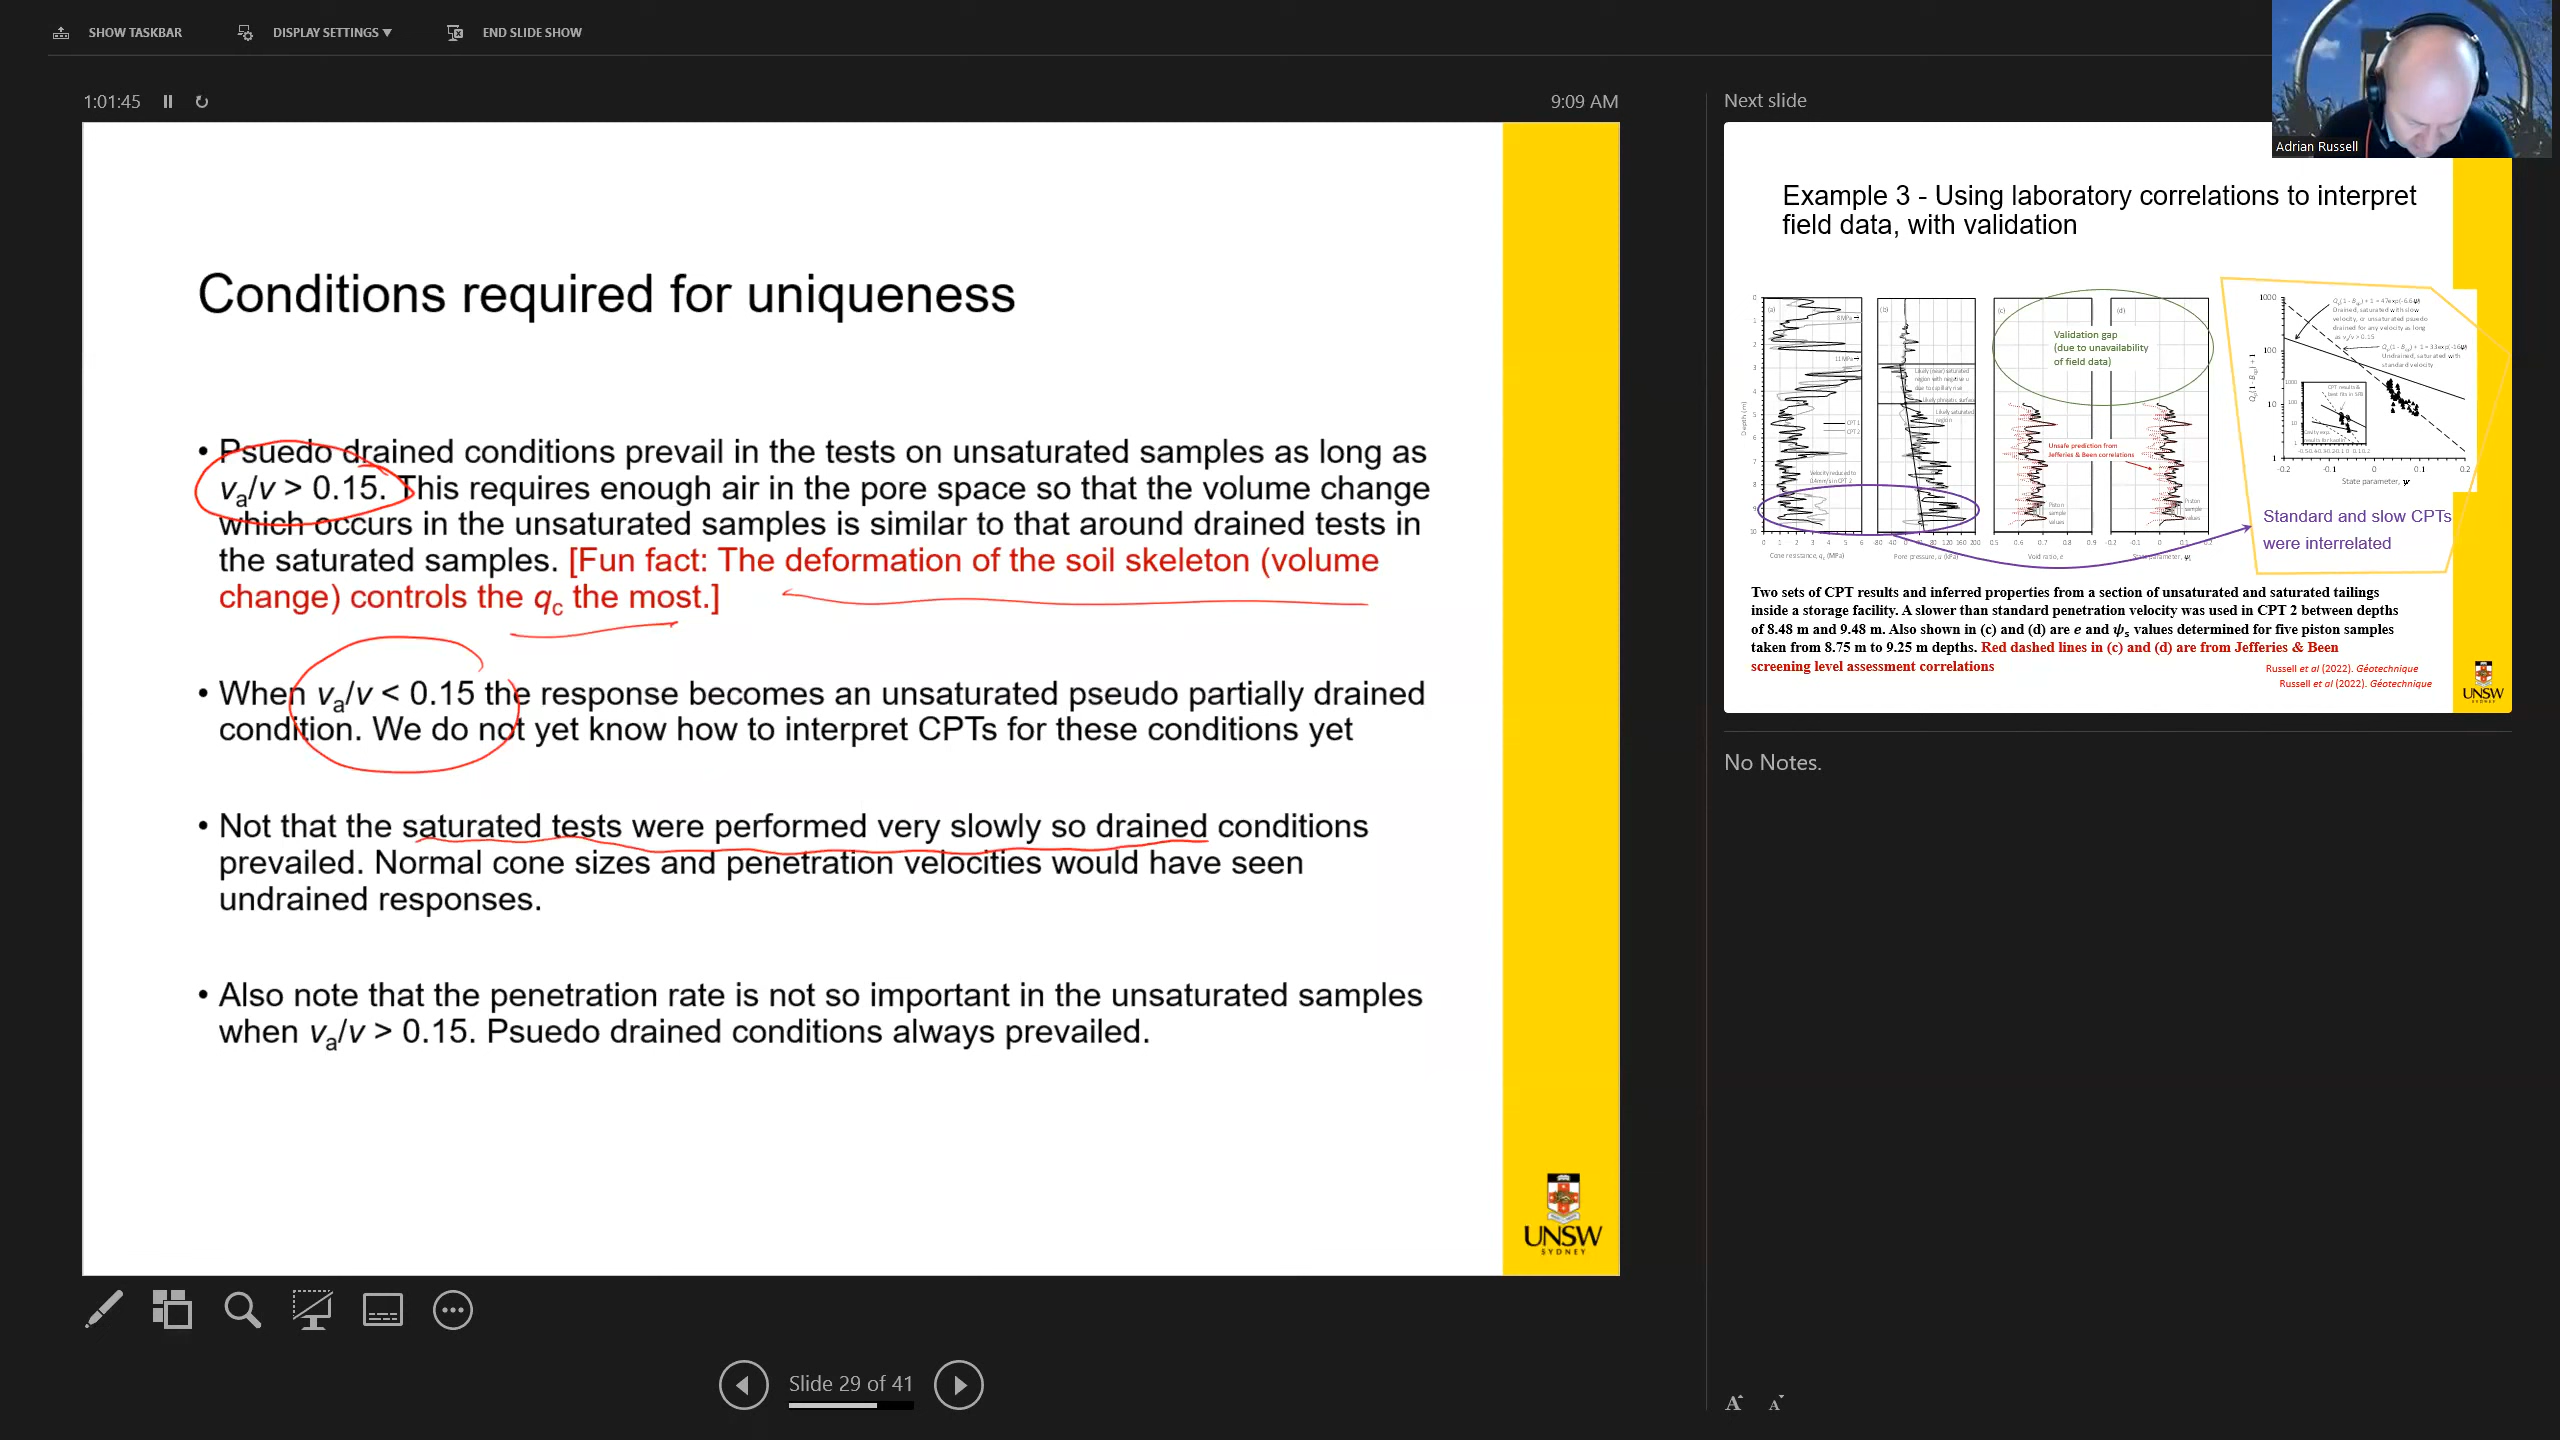 SHOW TASKBAR
DISPLAY SETTINGS
END SLIDE SHOW
1:01:45
9:09 AM
Conditions required for uniqueness
• Psuedo drained conditions prevail in the tests on unsaturated samples as long as
va/v > 0.15. This requires enough air in the pore space so that the volume change
which occurs in the unsaturated samples is similar to that around drained tests in
the saturated samples. [Fun fact: The deformation of the soil skeleton (volume
change) controls the qc the most.]
• When va/v < 0.15 the response becomes an unsaturated pseudo partially drained
condition. We do not yet know how to interpret CPTs for these conditions yet
• Not that the saturated tests were performed very slowly so drained conditions
prevailed. Normal cone sizes and penetration velocities would have seen
undrained responses.
• Also note that the penetration rate is not so important in the unsaturated samples
when va/v > 0.15. Psuedo drained conditions always prevailed.
UNSW
SYDNEY
Slide 29 of 41
Next slide
Adrian Russell
Example 3 - Using laboratory correlations to interpret
field data, with validation
Validation gap
(due to unavailability
of field data)
Unsafe prediction from
Jefferies & Been correlations
State parameter, ψ
Standard and slow CPTs
were interrelated
Two sets of CPT results and inferred properties from a section of unsaturated and saturated tailings
inside a storage facility. A slower than standard penetration velocity was used in CPT 2 between depths
of 8.48 m and 9.48 m. Also shown in (c) and (d) are e and ψs values determined for five piston samples
taken from 8.75 m to 9.25 m depths. Red dashed lines in (c) and (d) are from Jefferies & Been
screening level assessment correlations
Russell et al (2022). Géotechnique
Russell et al (2022). Géotechnique
UNSW
No Notes.